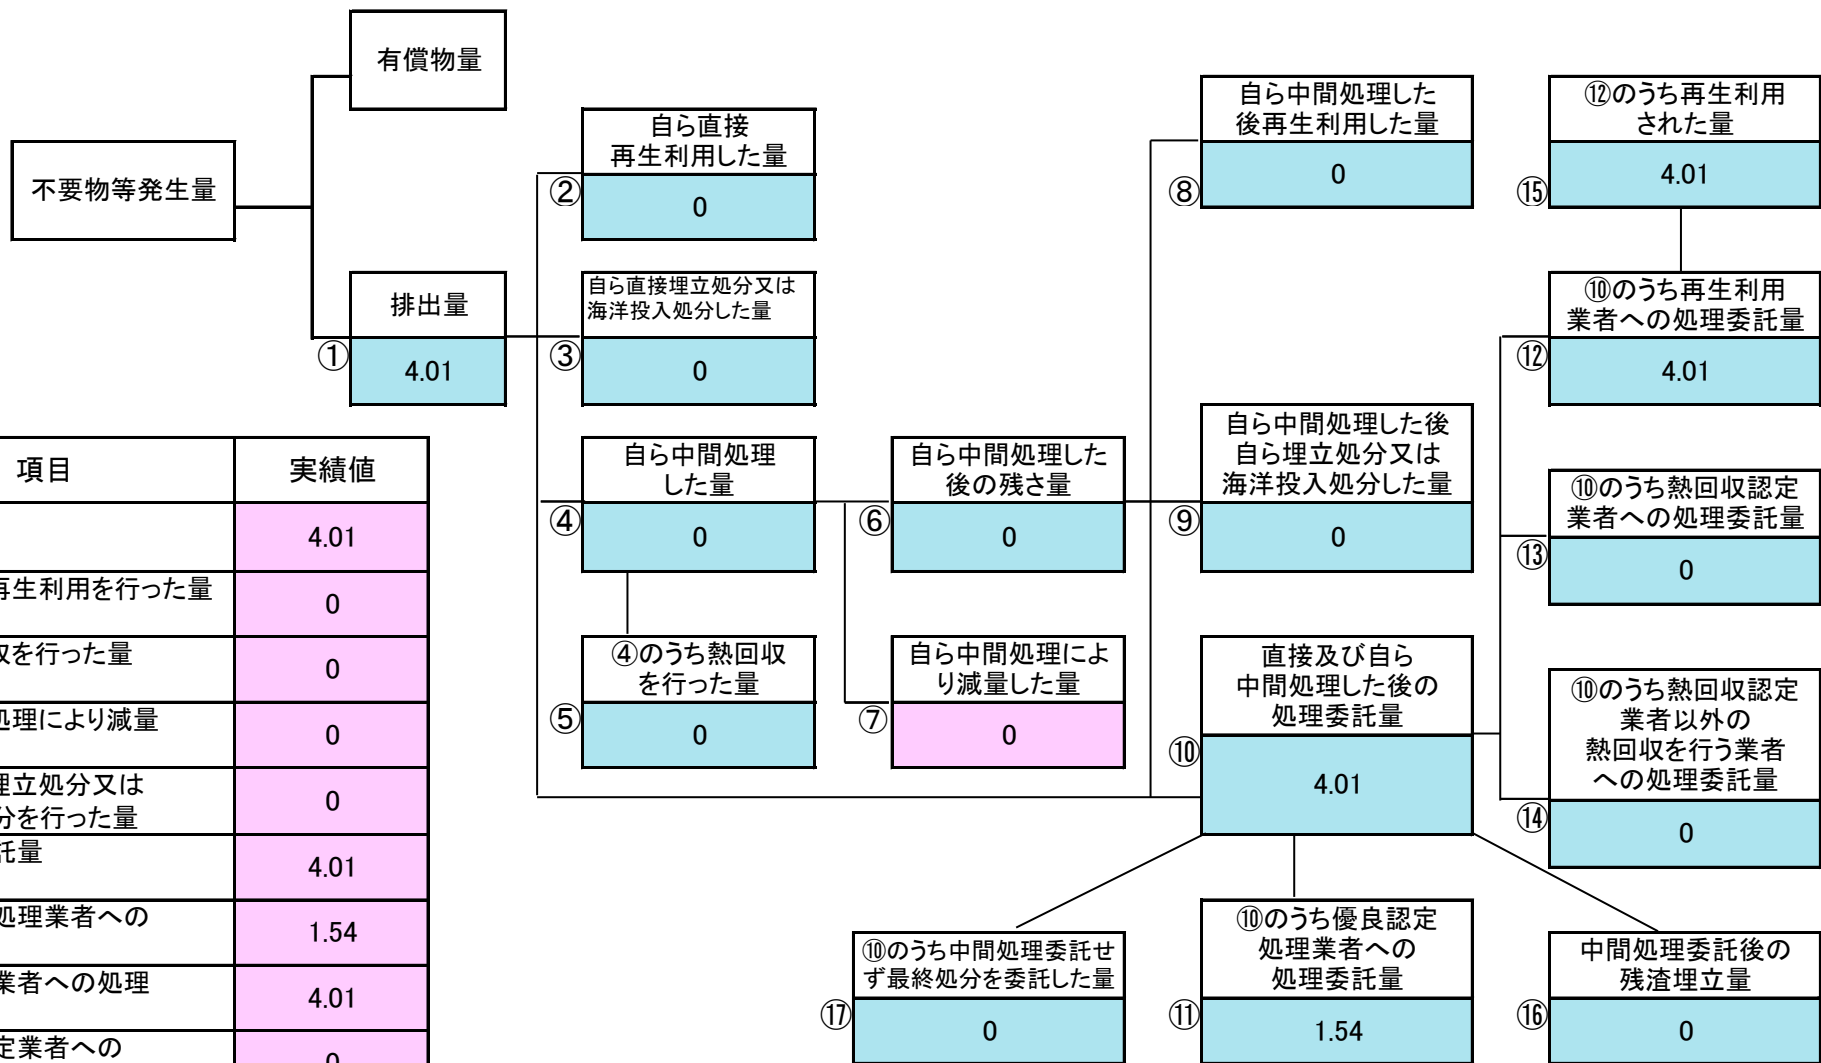 有償物量
不要物等発生量
排出量
①
4.01
自ら直接
再生利用した量
②
0
自ら直接埋立処分又は
海洋投入処分した量
③
0
自ら中間処理
した量
④
0
④のうち熱回収
を行った量
⑤
0
自ら中間処理した
後の残さ量
⑥
0
自ら中間処理によ
り減量した量
⑦
0
自ら中間処理した
後再生利用した量
⑧
0
自ら中間処理した後
自ら埋立処分又は
海洋投入処分した量
⑨
0
直接及び自ら
中間処理した後の
処理委託量
⑩
4.01
⑩のうち優良認定
処理業者への
処理委託量
⑪
1.54
⑫のうち再生利用
された量
⑮
4.01
⑩のうち再生利用
業者への処理委託量
⑫
4.01
⑩のうち熱回収認定
業者への処理委託量
⑬
0
⑩のうち熱回収認定
業者以外の
熱回収を行う業者
への処理委託量
⑭
0
⑩のうち中間処理委託せ
ず最終処分を委託した量
⑰
0
中間処理委託後の
残渣埋立量
⑯
0
項目 実績値
4.01
再生利用を行った量
0
を行った量
0
処理により減量
0
埋立処分又は
分を行った量
0
託量
4.01
処理業者への
1.54
業者への処理
4.01
定業者への
0